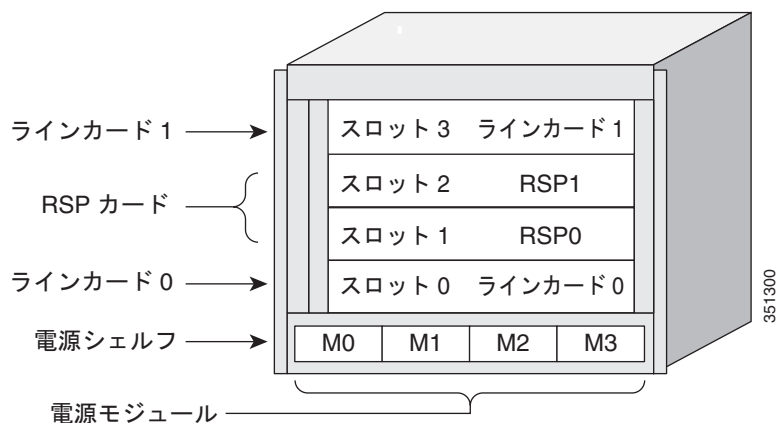 ラインカード 1
スロット 3 ラインカード 1
RSP カード
スロット 2 RSP1
スロット 1 RSP0
ラインカード 0
スロット 0 ラインカード 0
電源シェルフ
M0 M1 M2 M3
電源モジュール
351300